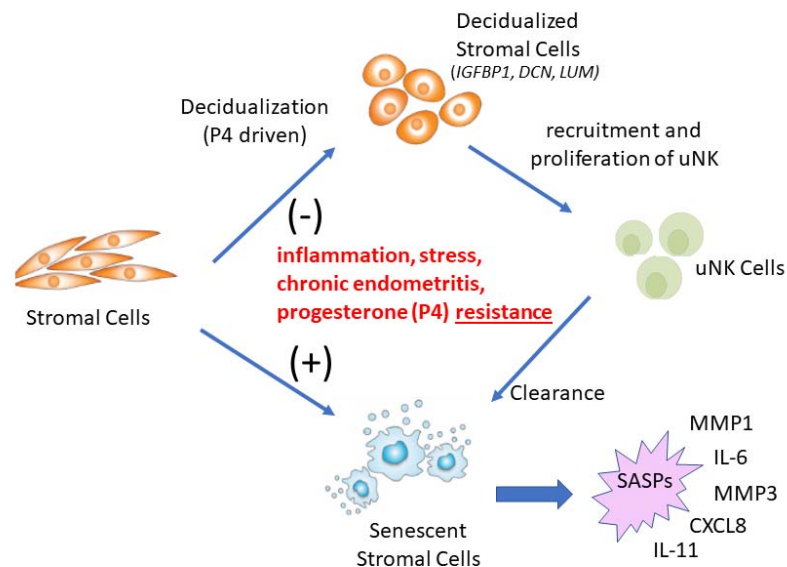 Decidualized
Stromal Cells
(IGFBP1, DCN, LUM)
Decidualization
(P4 driven)
recruitment and
proliferation of uNK
(-)
inflammation, stress,
chronic endometritis,
progesterone (P4) resistance
uNK Cells
Stromal Cells
(+)
Clearance
MMP1
IL-6
SASPs
MMP3
CXCL8
IL-11
Senescent
Stromal Cells